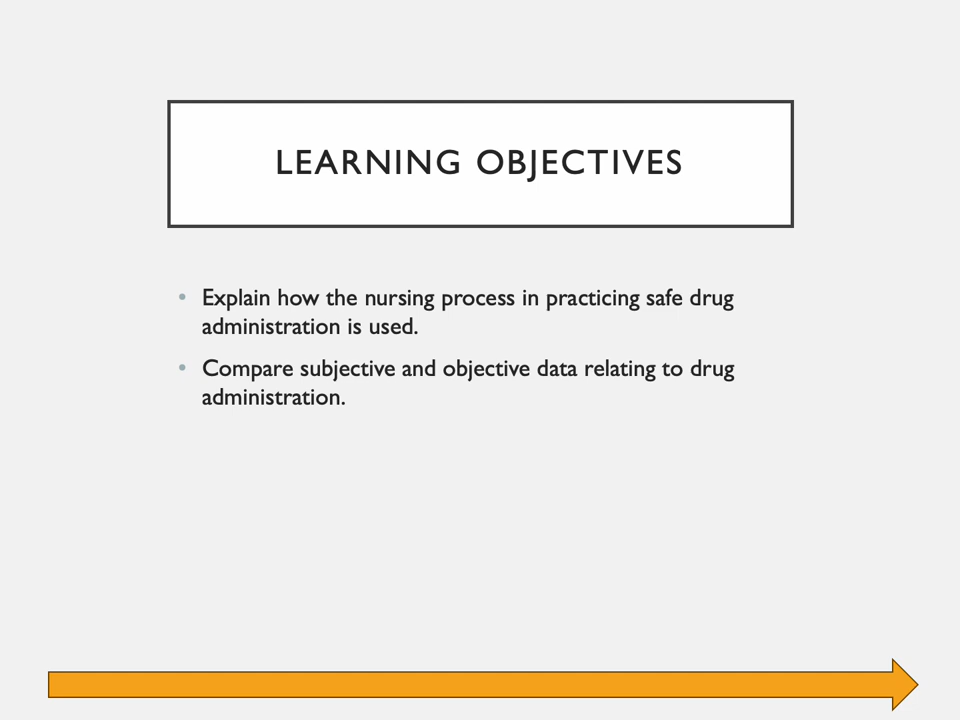 LEARNING OBJECTIVES
• Explain how the nursing process in practicing safe drug
administration is used.
• Compare subjective and objective data relating to drug
administration.